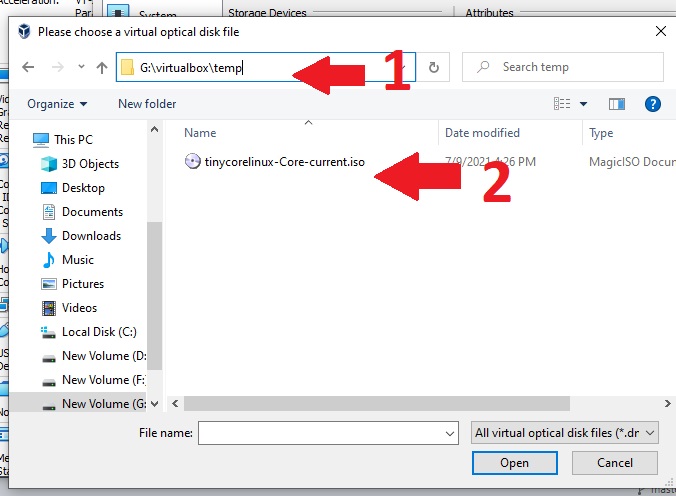 System
Storage Devices
Attributes
Please choose a virtual optical disk file
G:\virtualbox\temp
1
Search temp
Organize
New folder
?
This PC
3D Objects
Desktop
Documents
Downloads
Music
Pictures
Videos
Local Disk (C:)
New Volume (D:
New Volume (F:)
New Volume (G:
Name
Date modified
Type
tinycorelinux-Core-current.iso
7/9/2021 4:26 PM
MagicISO Docum
2
File name:
All virtual optical disk files (*.dr
Open
Cancel